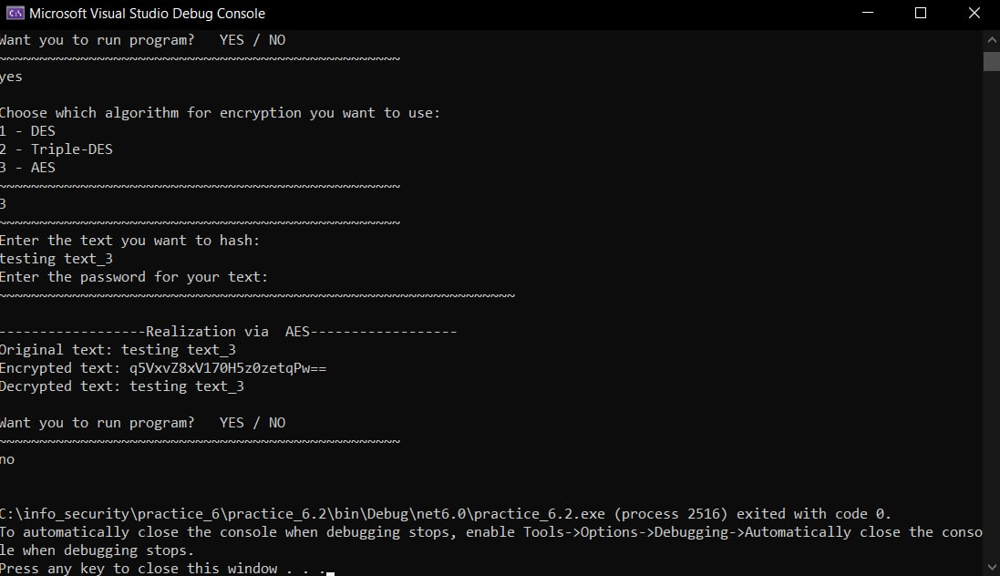 Microsoft Visual Studio Debug Console
Want you to run program?   YES / NO
~~~~~~~~~~~~~~~~~~~~~~~~~~~~~~~~~~~~~~~~~~~~~~~~~
yes
Choose which algorithm for encryption you want to use:
1 - DES
2 - Triple-DES
3 - AES
~~~~~~~~~~~~~~~~~~~~~~~~~~~~~~~~~~~~~~~~~~~~~~~~~
3
~~~~~~~~~~~~~~~~~~~~~~~~~~~~~~~~~~~~~~~~~~~~~~~~~
Enter the text you want to hash:
testing text_3
Enter the password for your text:
~~~~~~~~~~~~~~~~~~~~~~~~~~~~~~~~~~~~~~~~~~~~~~~~~~~~~~~~~~~~~~~
------------------Realization via  AES------------------
Original text: testing text_3
Encrypted text: q5VxvZ8xV170H5z0zetqPw==
Decrypted text: testing text_3
Want you to run program?   YES / NO
~~~~~~~~~~~~~~~~~~~~~~~~~~~~~~~~~~~~~~~~~~~~~~~~~
no
C:\info_security\practice_6\practice_6.2\bin\Debug\net6.0\practice_6.2.exe (process 2516) exited with code 0.
To automatically close the console when debugging stops, enable Tools->Options->Debugging->Automatically close the conso
le when debugging stops.
Press any key to close this window . . .